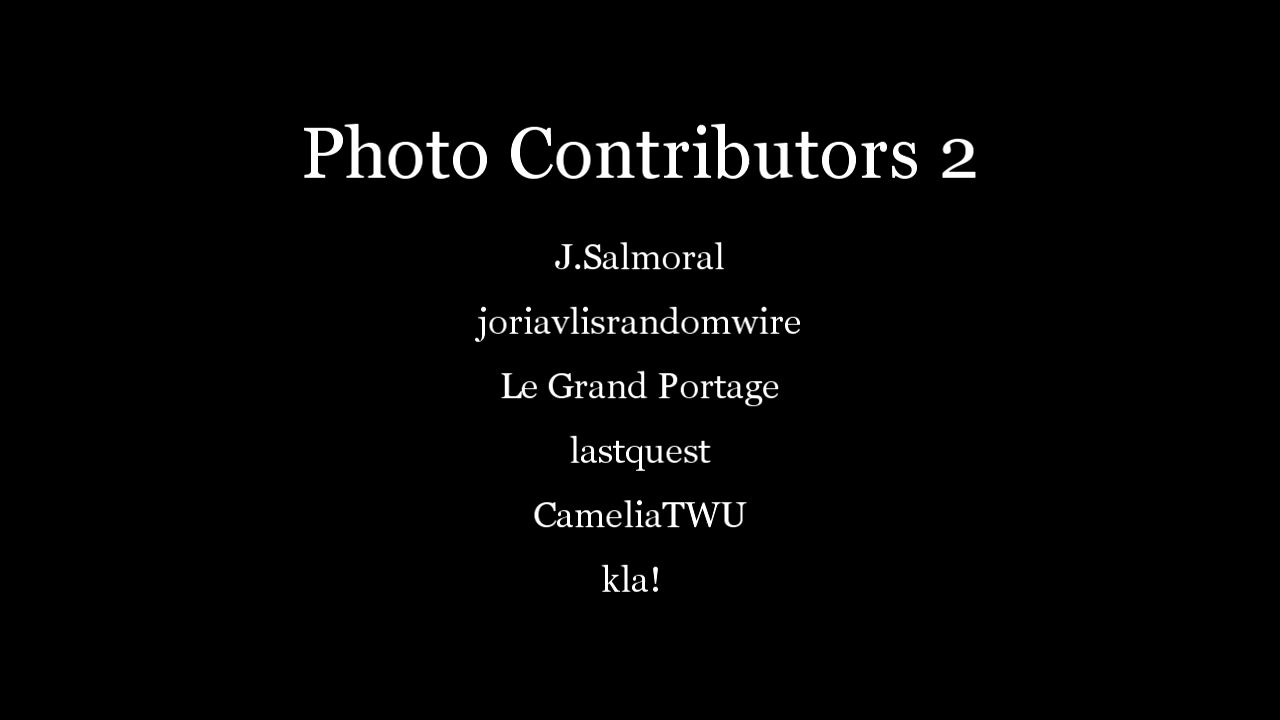 Photo Contributors 2
J.Salmoral
joriavlisrandomwire
Le Grand Portage
lastquest
CameliaTWU
kla!